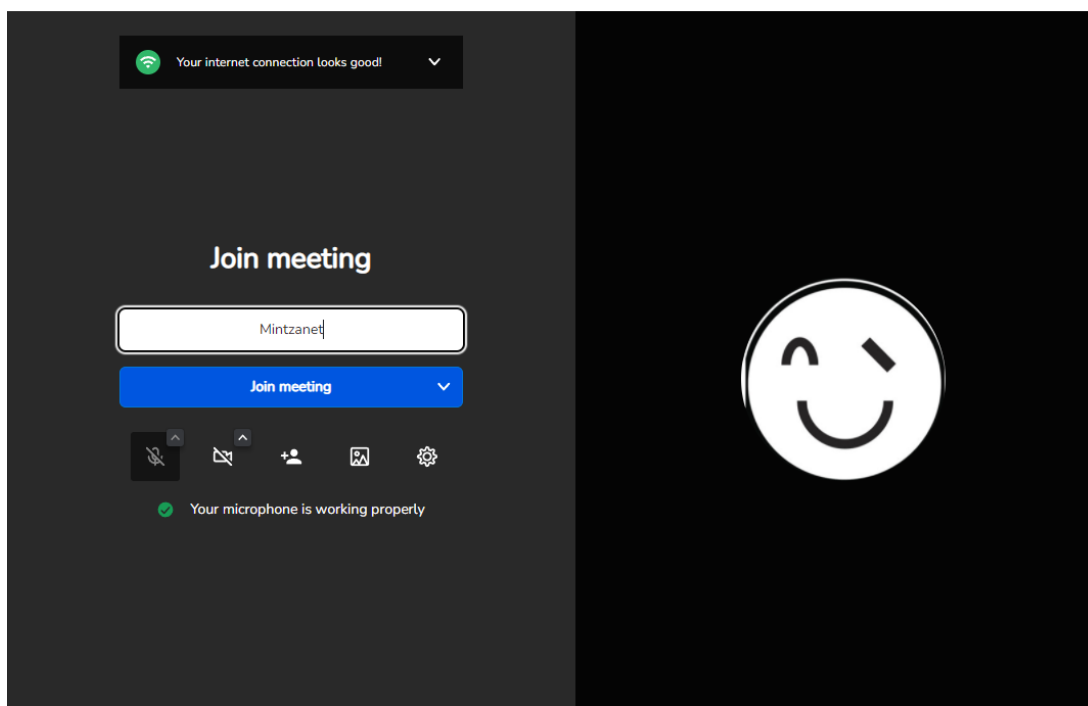 Your internet connection looks good!
Join meeting
Mintzanet
Join meeting
Your microphone is working properly